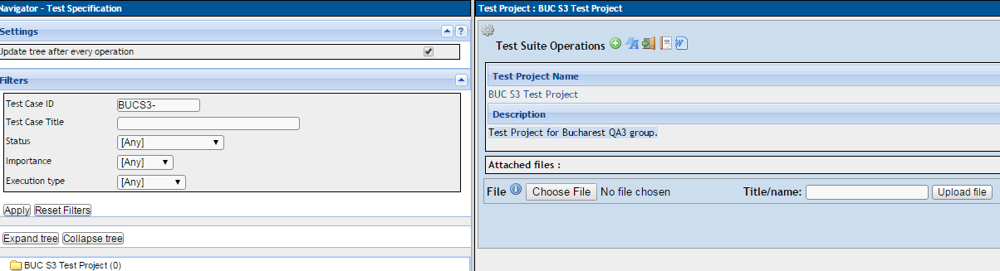 Navigator - Test Specification
Settings
?
Update tree after every operation
Filters
Test Case ID BUCS3-
Test Case Title
Status [Any]
Importance [Any]
Execution type [Any]
Apply Reset Filters
Expand tree Collapse tree
BUC S3 Test Project (0)
Test Project : BUC S3 Test Project
Test Suite Operations
Test Project Name
BUC S3 Test Project
Description
Test Project for Bucharest QA3 group.
Attached files :
File Choose File No file chosen Title/name: Upload file